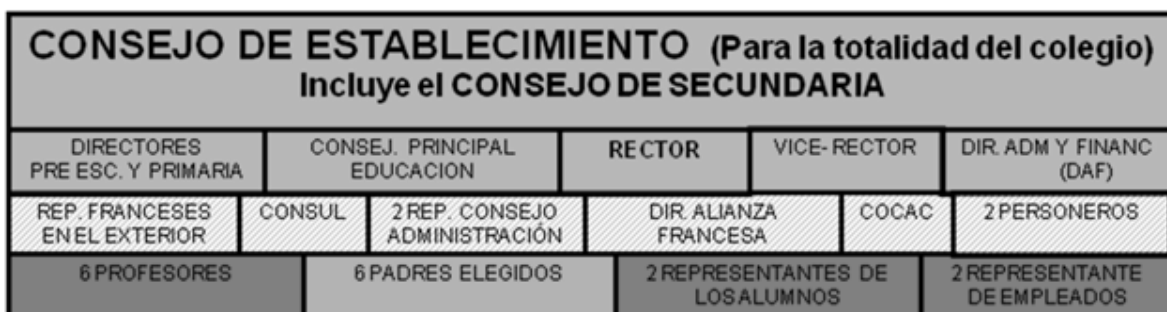 CONSEJO DE ESTABLECIMIENTO (Para la totalidad del colegio)
Incluye el CONSEJO DE SECUNDARIA
DIRECTORES
PRE ESC. Y PRIMARIA
CONSEJ. PRINCIPAL
EDUCACION
RECTOR
VICE- RECTOR
DIR. ADM Y FINANC
(DAF)
REP. FRANCESES
EN EL EXTERIOR
CONSUL
2 REP. CONSEJO
ADMINISTRACIÓN
DIR. ALIANZA
FRANCESA
COCAC
2 PERSONEROS
6 PROFESORES
6 PADRES ELEGIDOS
2 REPRESENTANTES DE
LOS ALUMNOS
2 REPRESENTANTE
DE EMPLEADOS